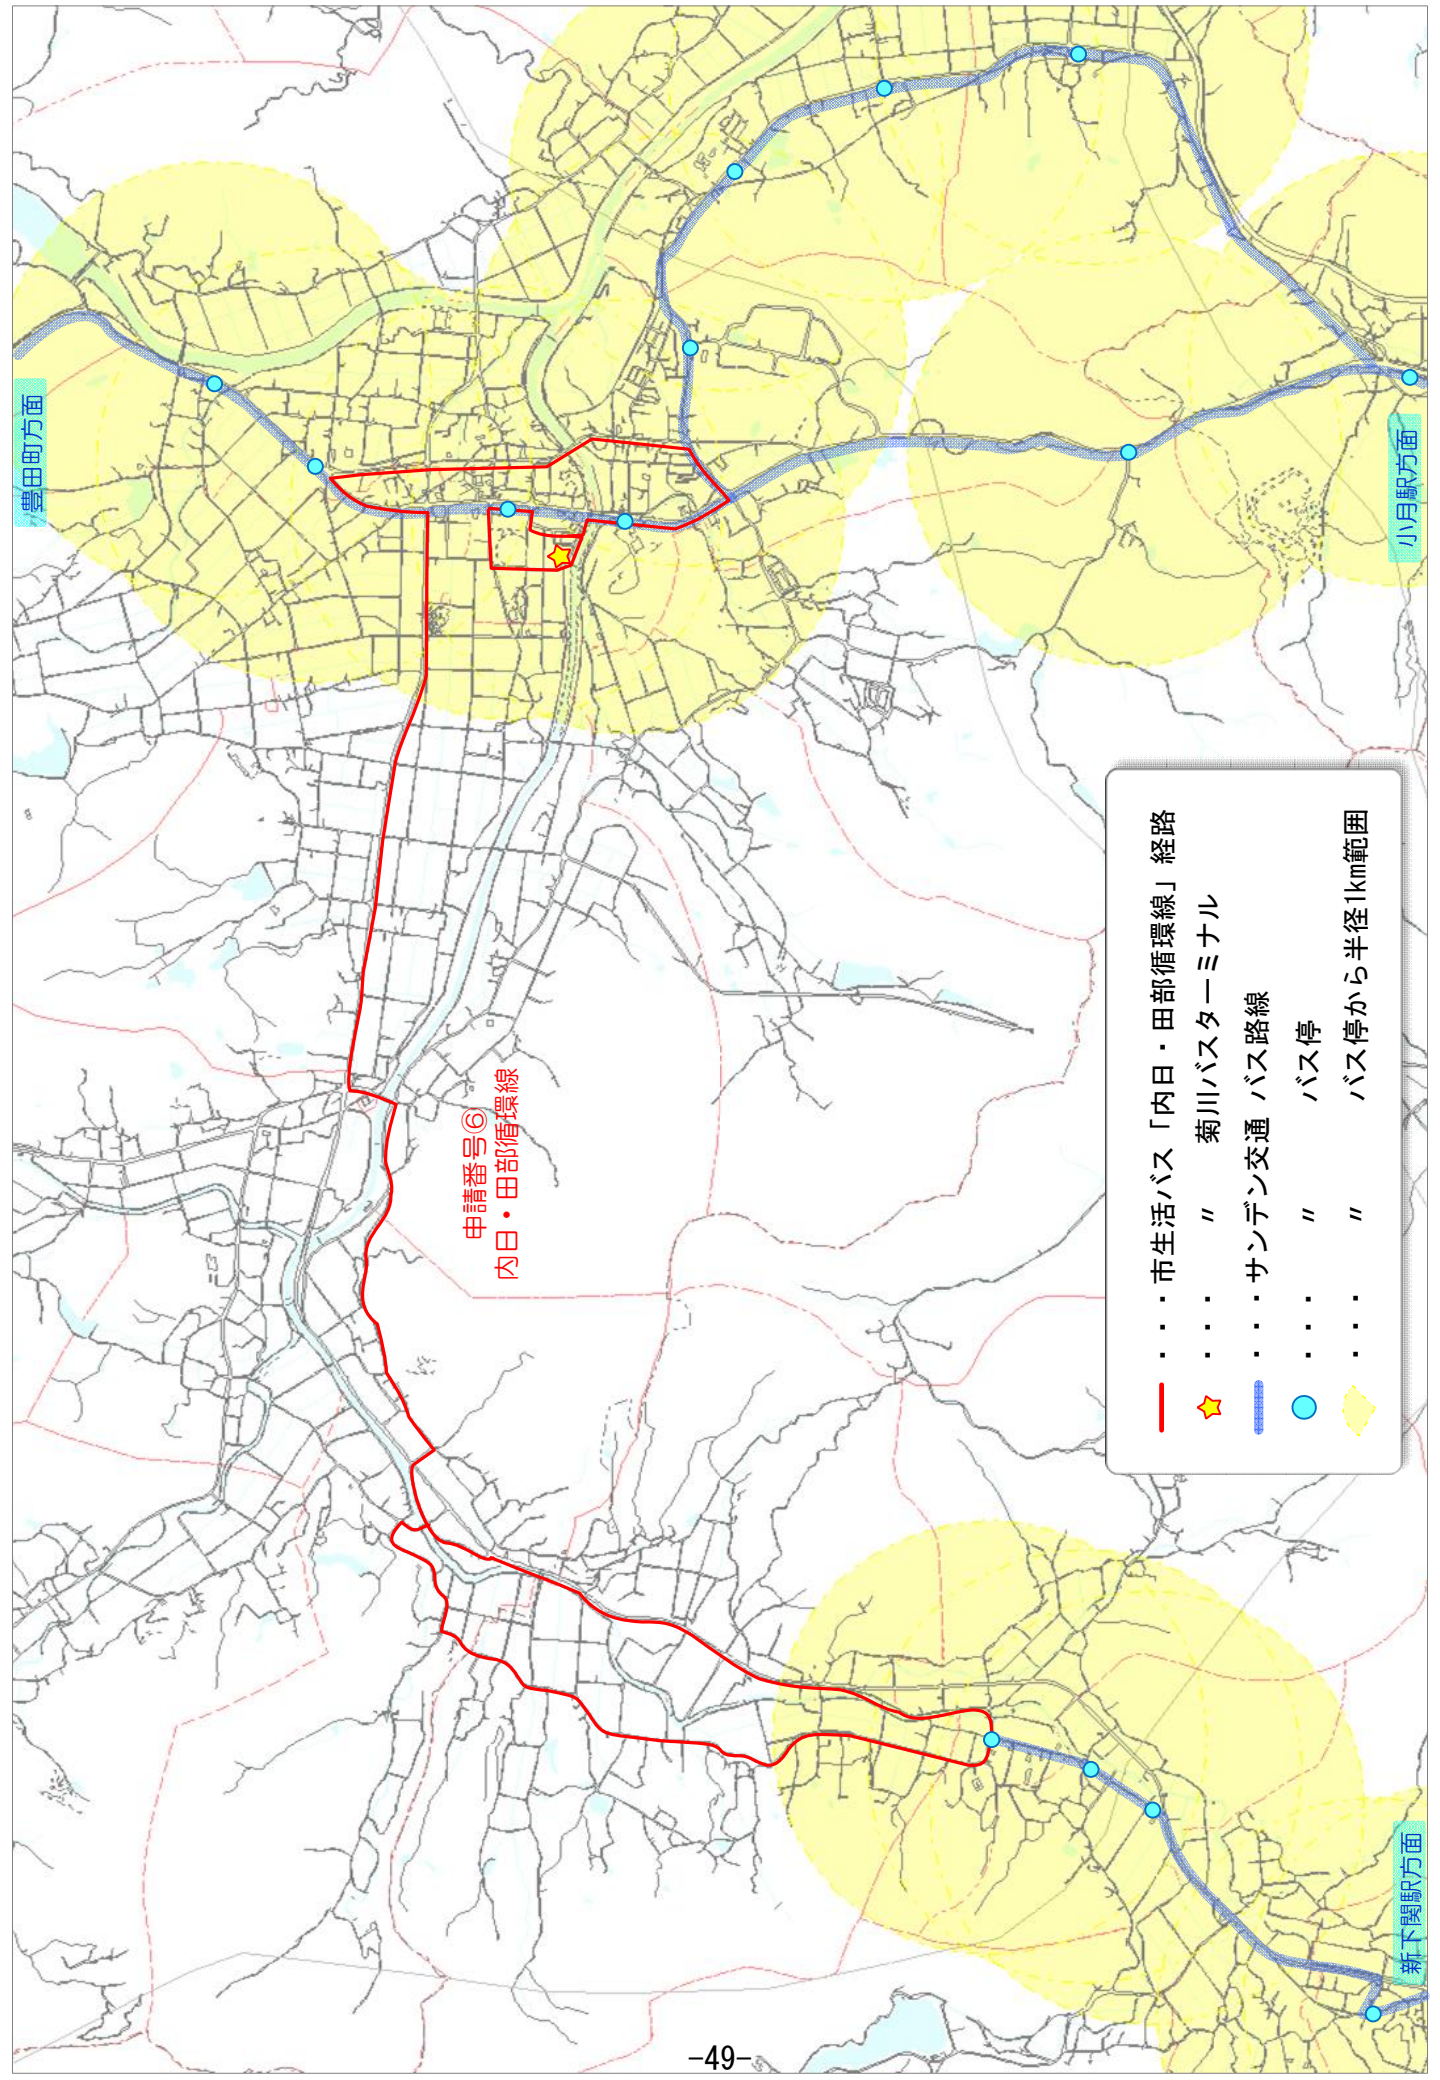 豊田町方面
小月駅方面
新下関駅方面
申請番号⑥
内日・田部循環線
・・・市生活バス「内日・田部循環線」経路
・・・ 〃 菊川バスターミナル
・・・サンデン交通 バス路線
・・・ 〃 バス停
・・・ 〃 バス停から半径1km範囲
-49-